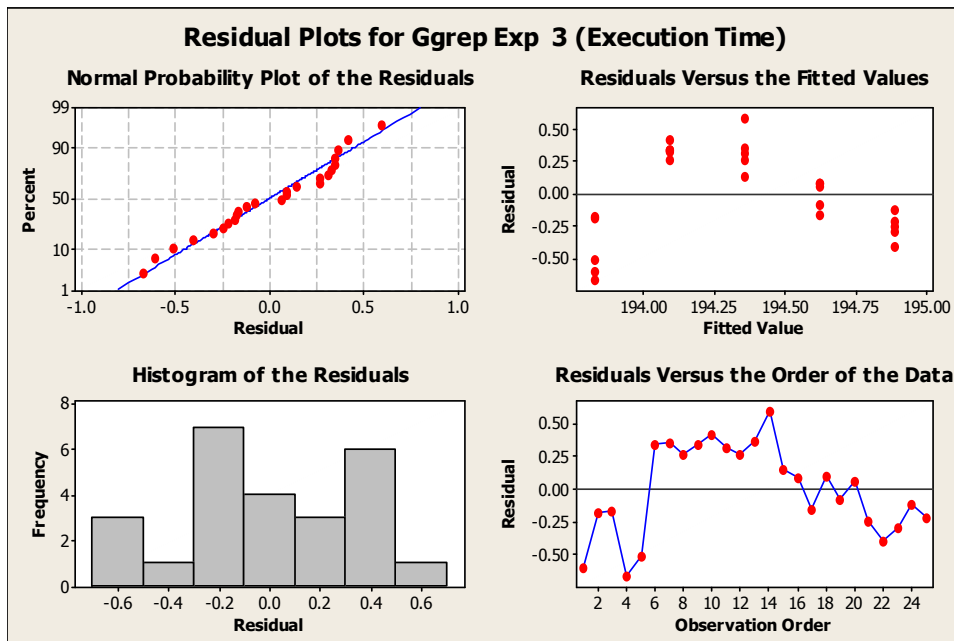 Residual Plots for Ggrep Exp 3 (Execution Time)
Normal Probability Plot of the Residuals
99
90
50
10
1
Percent
-1.0 -0.5 0.0 0.5 1.0
Residual
Residuals Versus the Fitted Values
0.50
0.25
0.00
-0.25
-0.50
Residual
194.00 194.25 194.50 194.75 195.00
Fitted Value
Histogram of the Residuals
8
6
4
2
0
Frequency
-0.6 -0.4 -0.2 0.0 0.2 0.4 0.6
Residual
Residuals Versus the Order of the Data
0.50
0.25
0.00
-0.25
-0.50
Residual
2 4 6 8 10 12 14 16 18 20 22 24
Observation Order